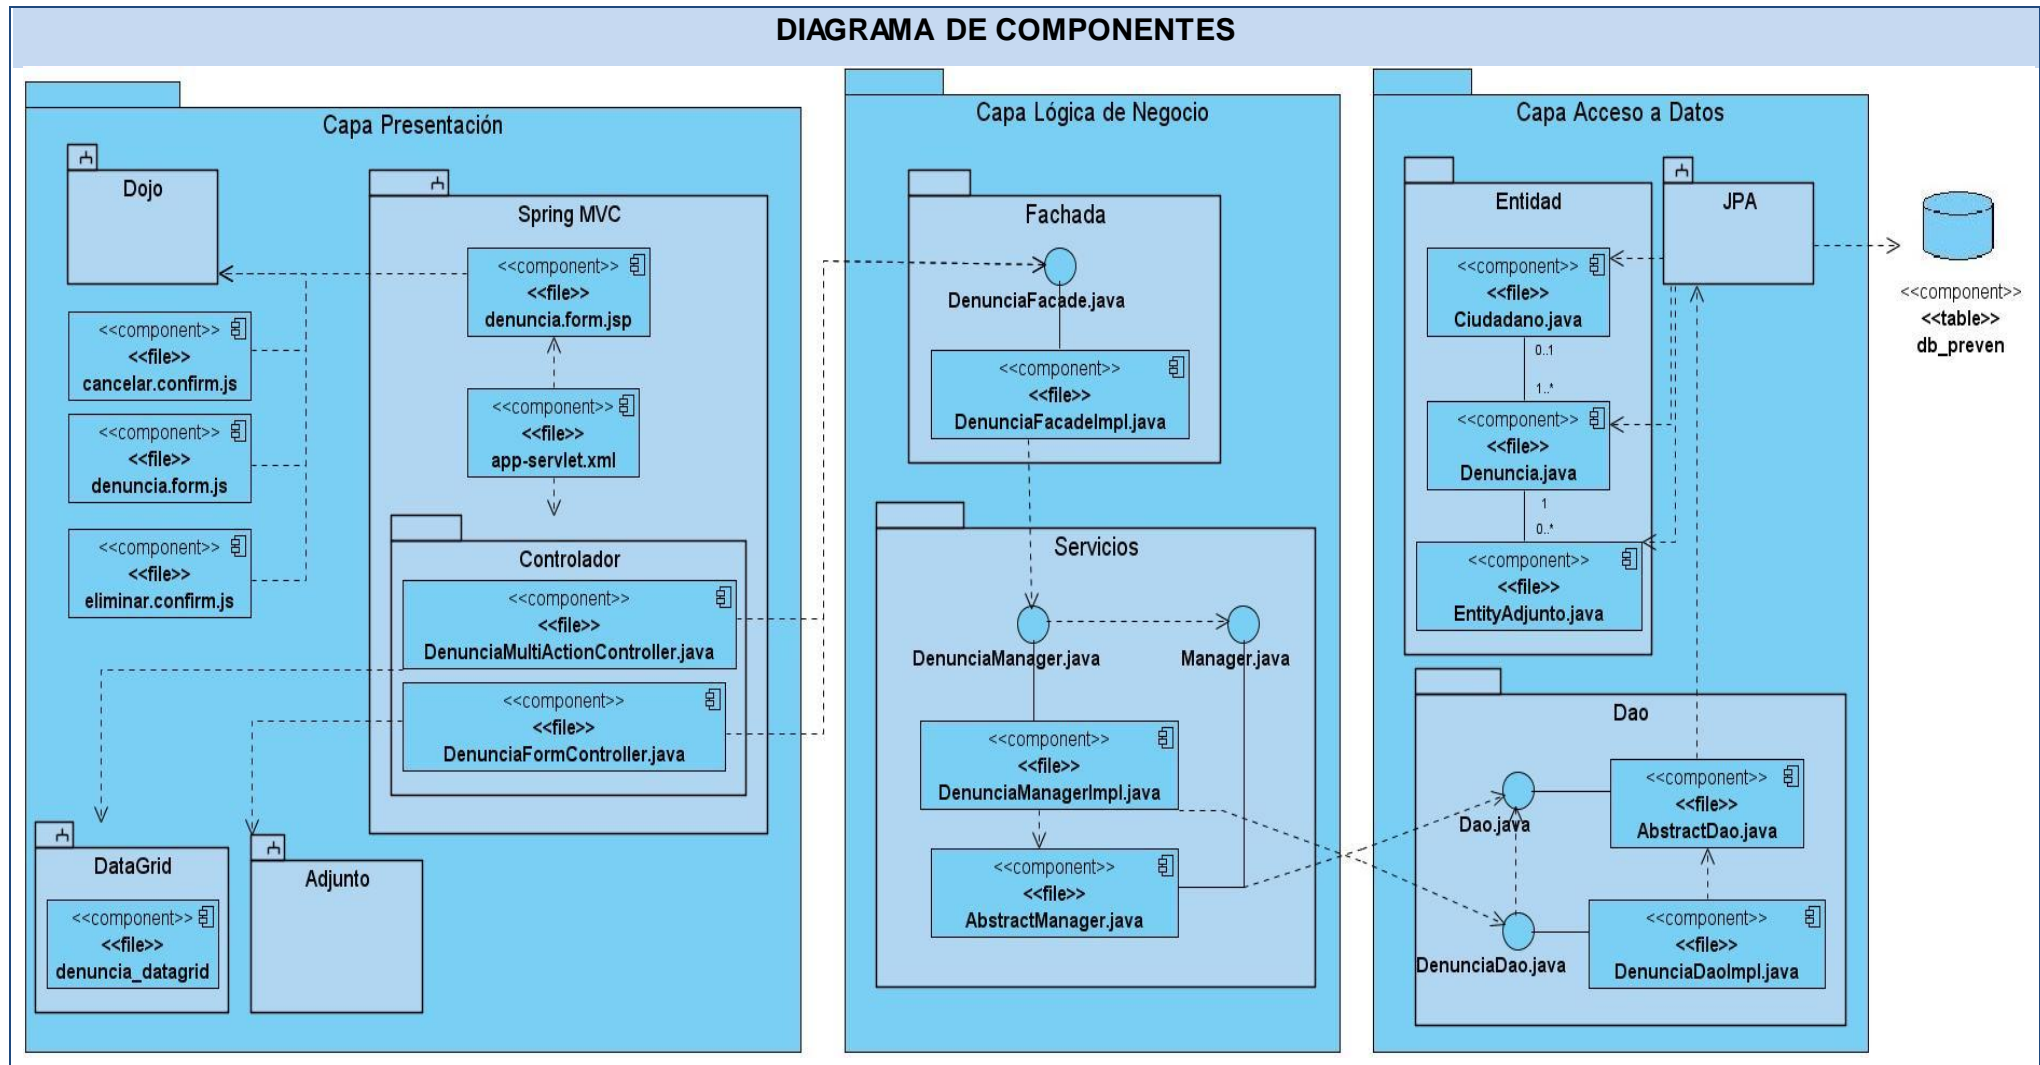 DIAGRAMA DE COMPONENTES
Capa Presentación
Dojo
<<component>>
<<file>>
cancelar.confirm.js
<<component>>
<<file>>
denuncia.form.js
<<component>>
<<file>>
eliminar.confirm.js
Spring MVC
<<component>>
<<file>>
denuncia.form.jsp
<<component>>
<<file>>
app-servlet.xml
Controlador
<<component>>
<<file>>
DenunciaMultiActionController.java
<<component>>
<<file>>
DenunciaFormController.java
DataGrid
<<component>>
<<file>>
denuncia_datagrid
Adjunto
Capa Lógica de Negocio
Fachada
DenunciaFacade.java
<<component>>
<<file>>
DenunciaFacadeImpl.java
Servicios
DenunciaManager.java
Manager.java
<<component>>
<<file>>
DenunciaManagerImpl.java
<<component>>
<<file>>
AbstractManager.java
Capa Acceso a Datos
Entidad
<<component>>
<<file>>
Ciudadano.java
0..1
1..*
<<component>>
<<file>>
Denuncia.java
1
0..*
<<component>>
<<file>>
EntityAdjunto.java
JPA
Dao
Dao.java
<<component>>
<<file>>
AbstractDao.java
DenunciaDao.java
<<component>>
<<file>>
DenunciaDaoImpl.java
<<component>>
<<table>>
db_preven